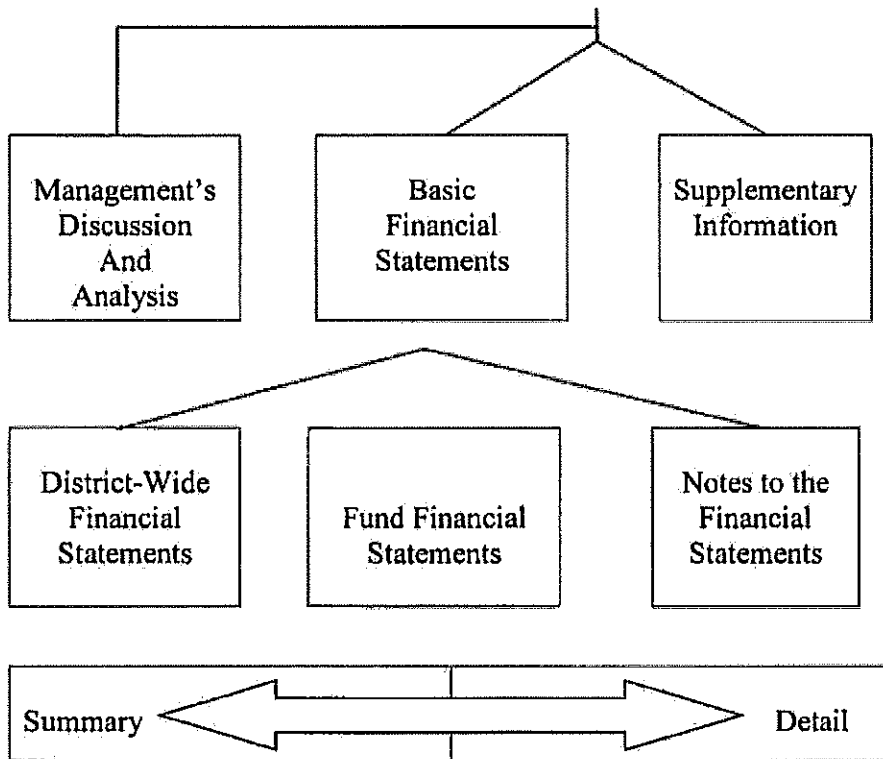 Management's
Discussion
And
Analysis
Basic
Financial
Statements
Supplementary
Information
District-Wide
Financial
Statements
Fund Financial
Statements
Notes to the
Financial
Statements
Summary
Detail